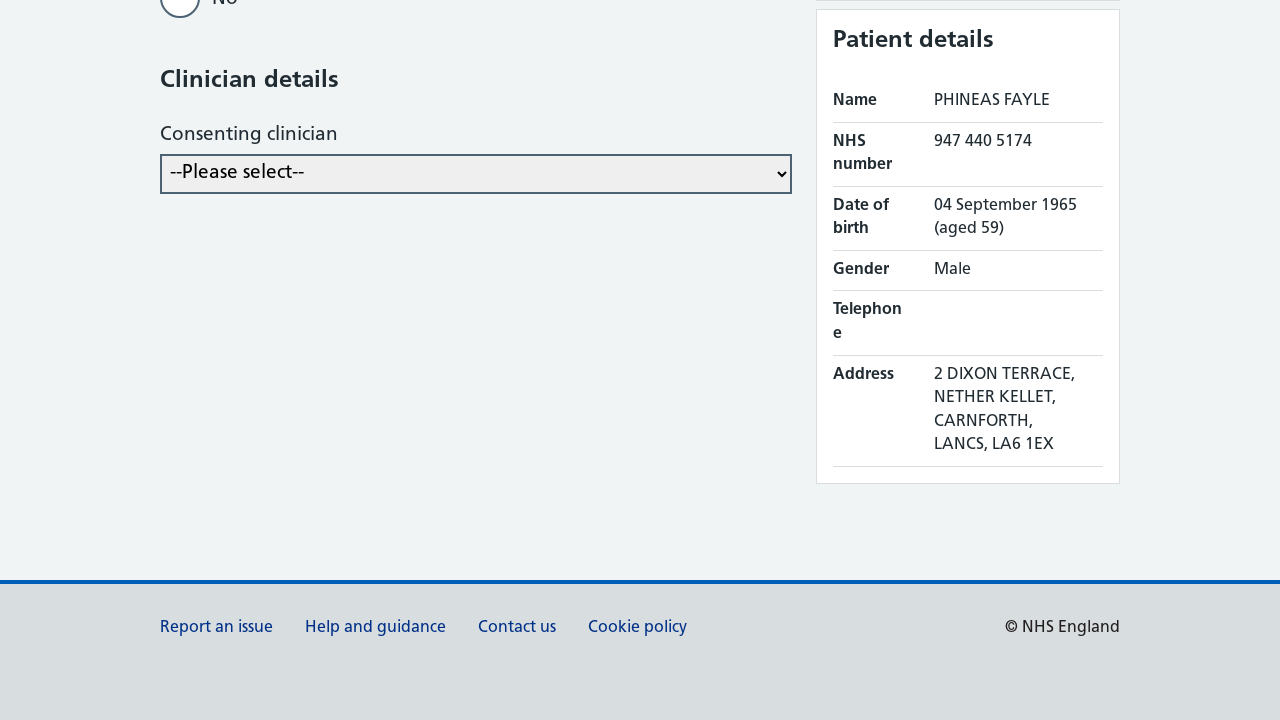 No
Clinician details
Consenting clinician
--Please select--
Patient details
Name PHINEAS FAYLE
NHS number 947 440 5174
Date of birth 04 September 1965 (aged 59)
Gender Male
Telephone
Address 2 DIXON TERRACE,
NETHER KELLET,
CARNFORTH,
LANCS, LA6 1EX
Report an issue Help and guidance Contact us Cookie policy © NHS England